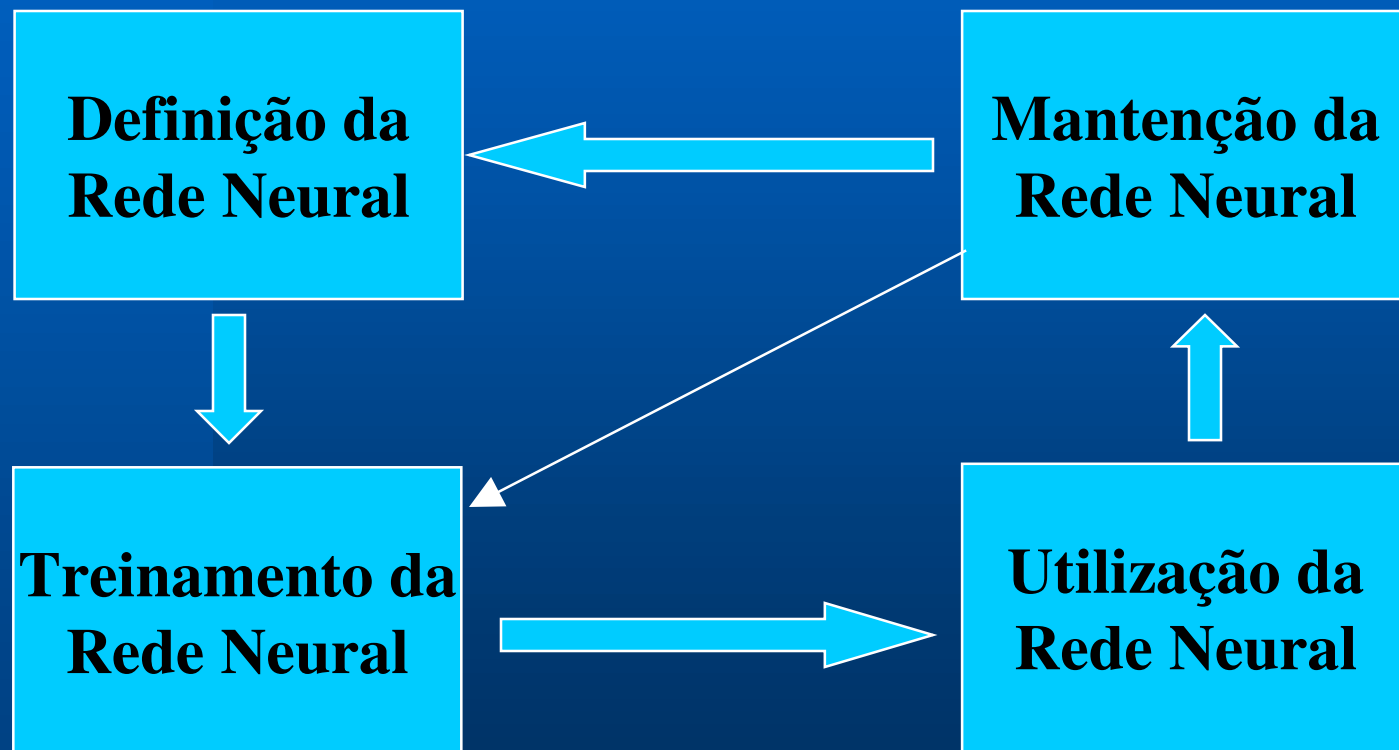 Definição da
Rede Neural
Mantenção da
Rede Neural
Treinamento da
Rede Neural
Utilização da
Rede Neural